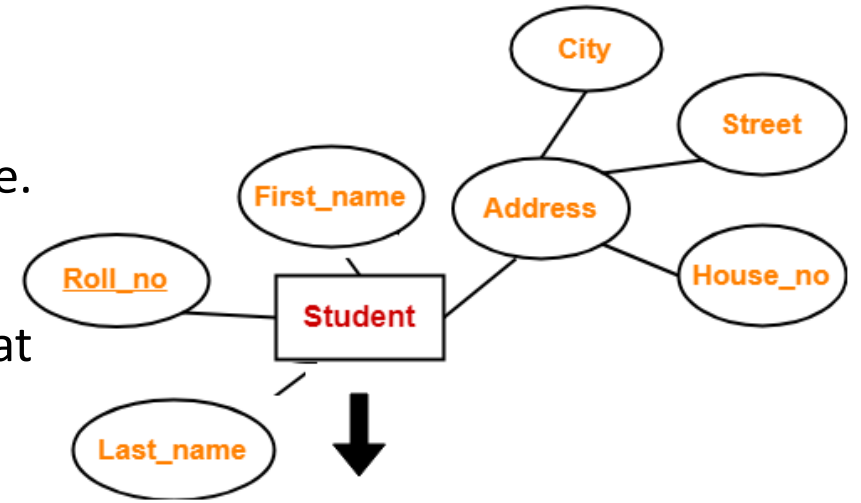 City
Street
e.
First_name
Address
Roll_no
House_no
Student
at
Last_name